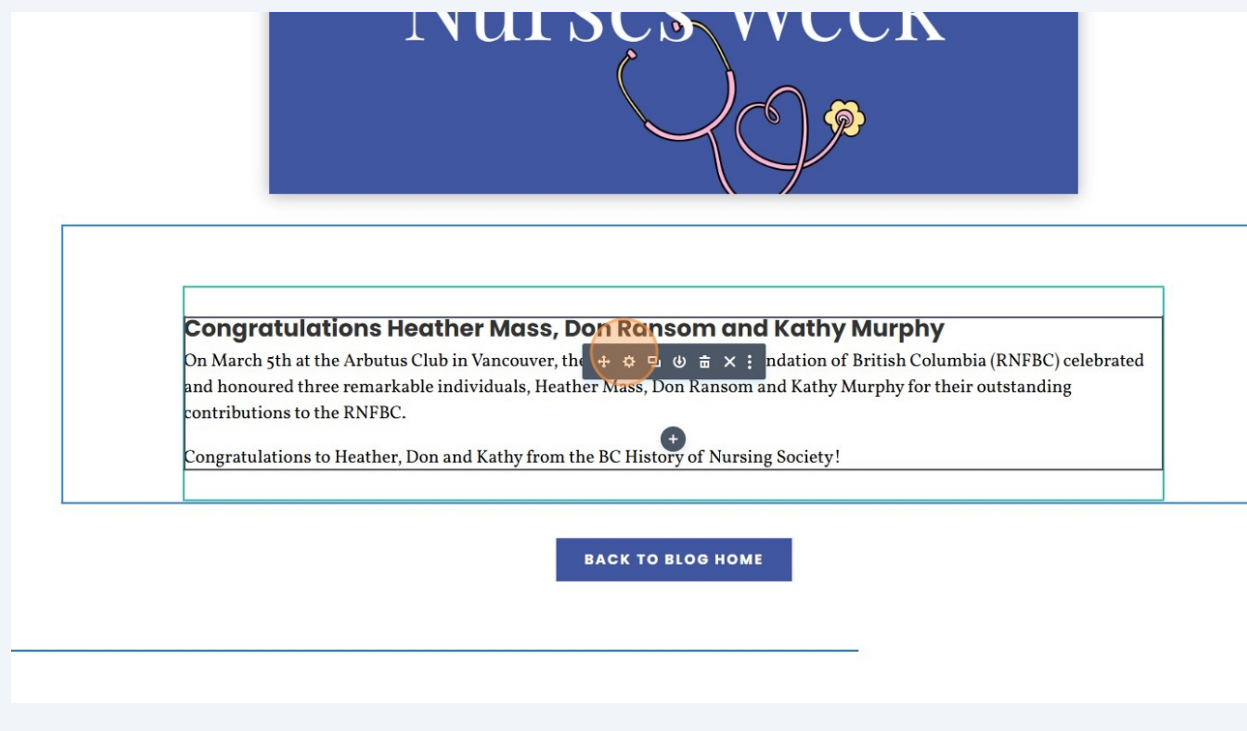 Nurses Week
Congratulations Heather Mass, Don Ransom and Kathy Murphy
On March 5th at the Arbutus Club in Vancouver, the ndation of British Columbia (RNFBC) celebrated
and honoured three remarkable individuals, Heather Mass, Don Ransom and Kathy Murphy for their outstanding
contributions to the RNFBC.
Congratulations to Heather, Don and Kathy from the BC History of Nursing Society!
BACK TO BLOG HOME